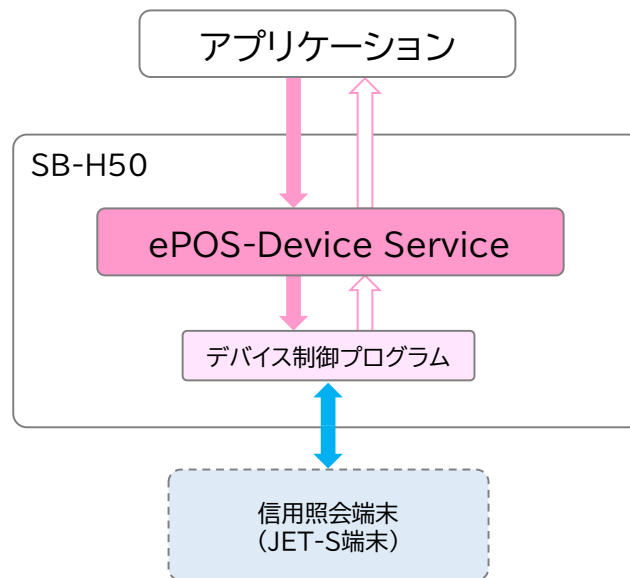 アプリケーション
SB-H50
ePOS-Device Service
デバイス制御プログラム
信用照会端末
（JET-S端末）